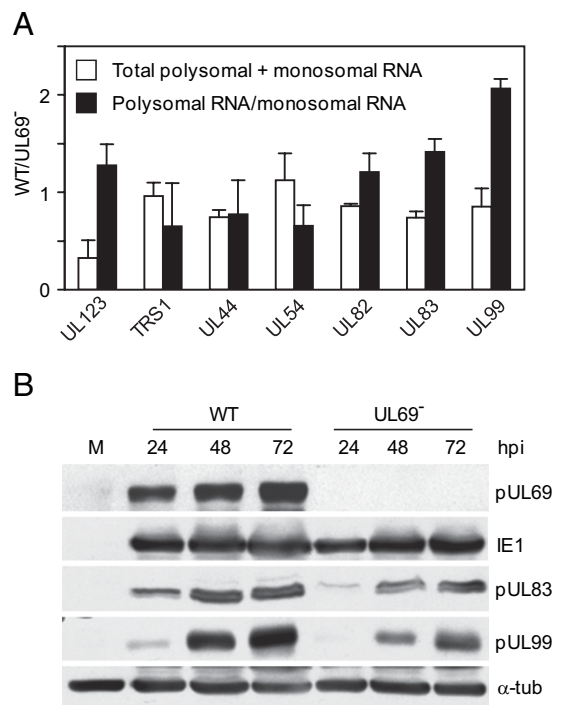 A
Total polysomal + monosomal RNA
Polysomal RNA/monosomal RNA
WT/UL69⁻
2
1
0
UL123 TRS1 UL44 UL54 UL82 UL83 UL99
B
WT UL69⁻
M 24 48 72 24 48 72 hpi
pUL69
IE1
pUL83
pUL99
α-tub